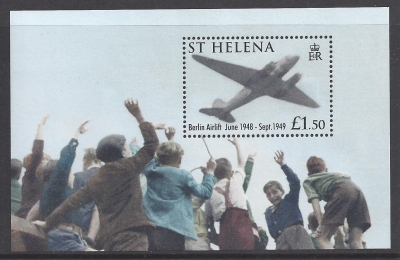 ST HELENA
E R
Berlin Airlift June 1948 - Sept. 1949
£1.50